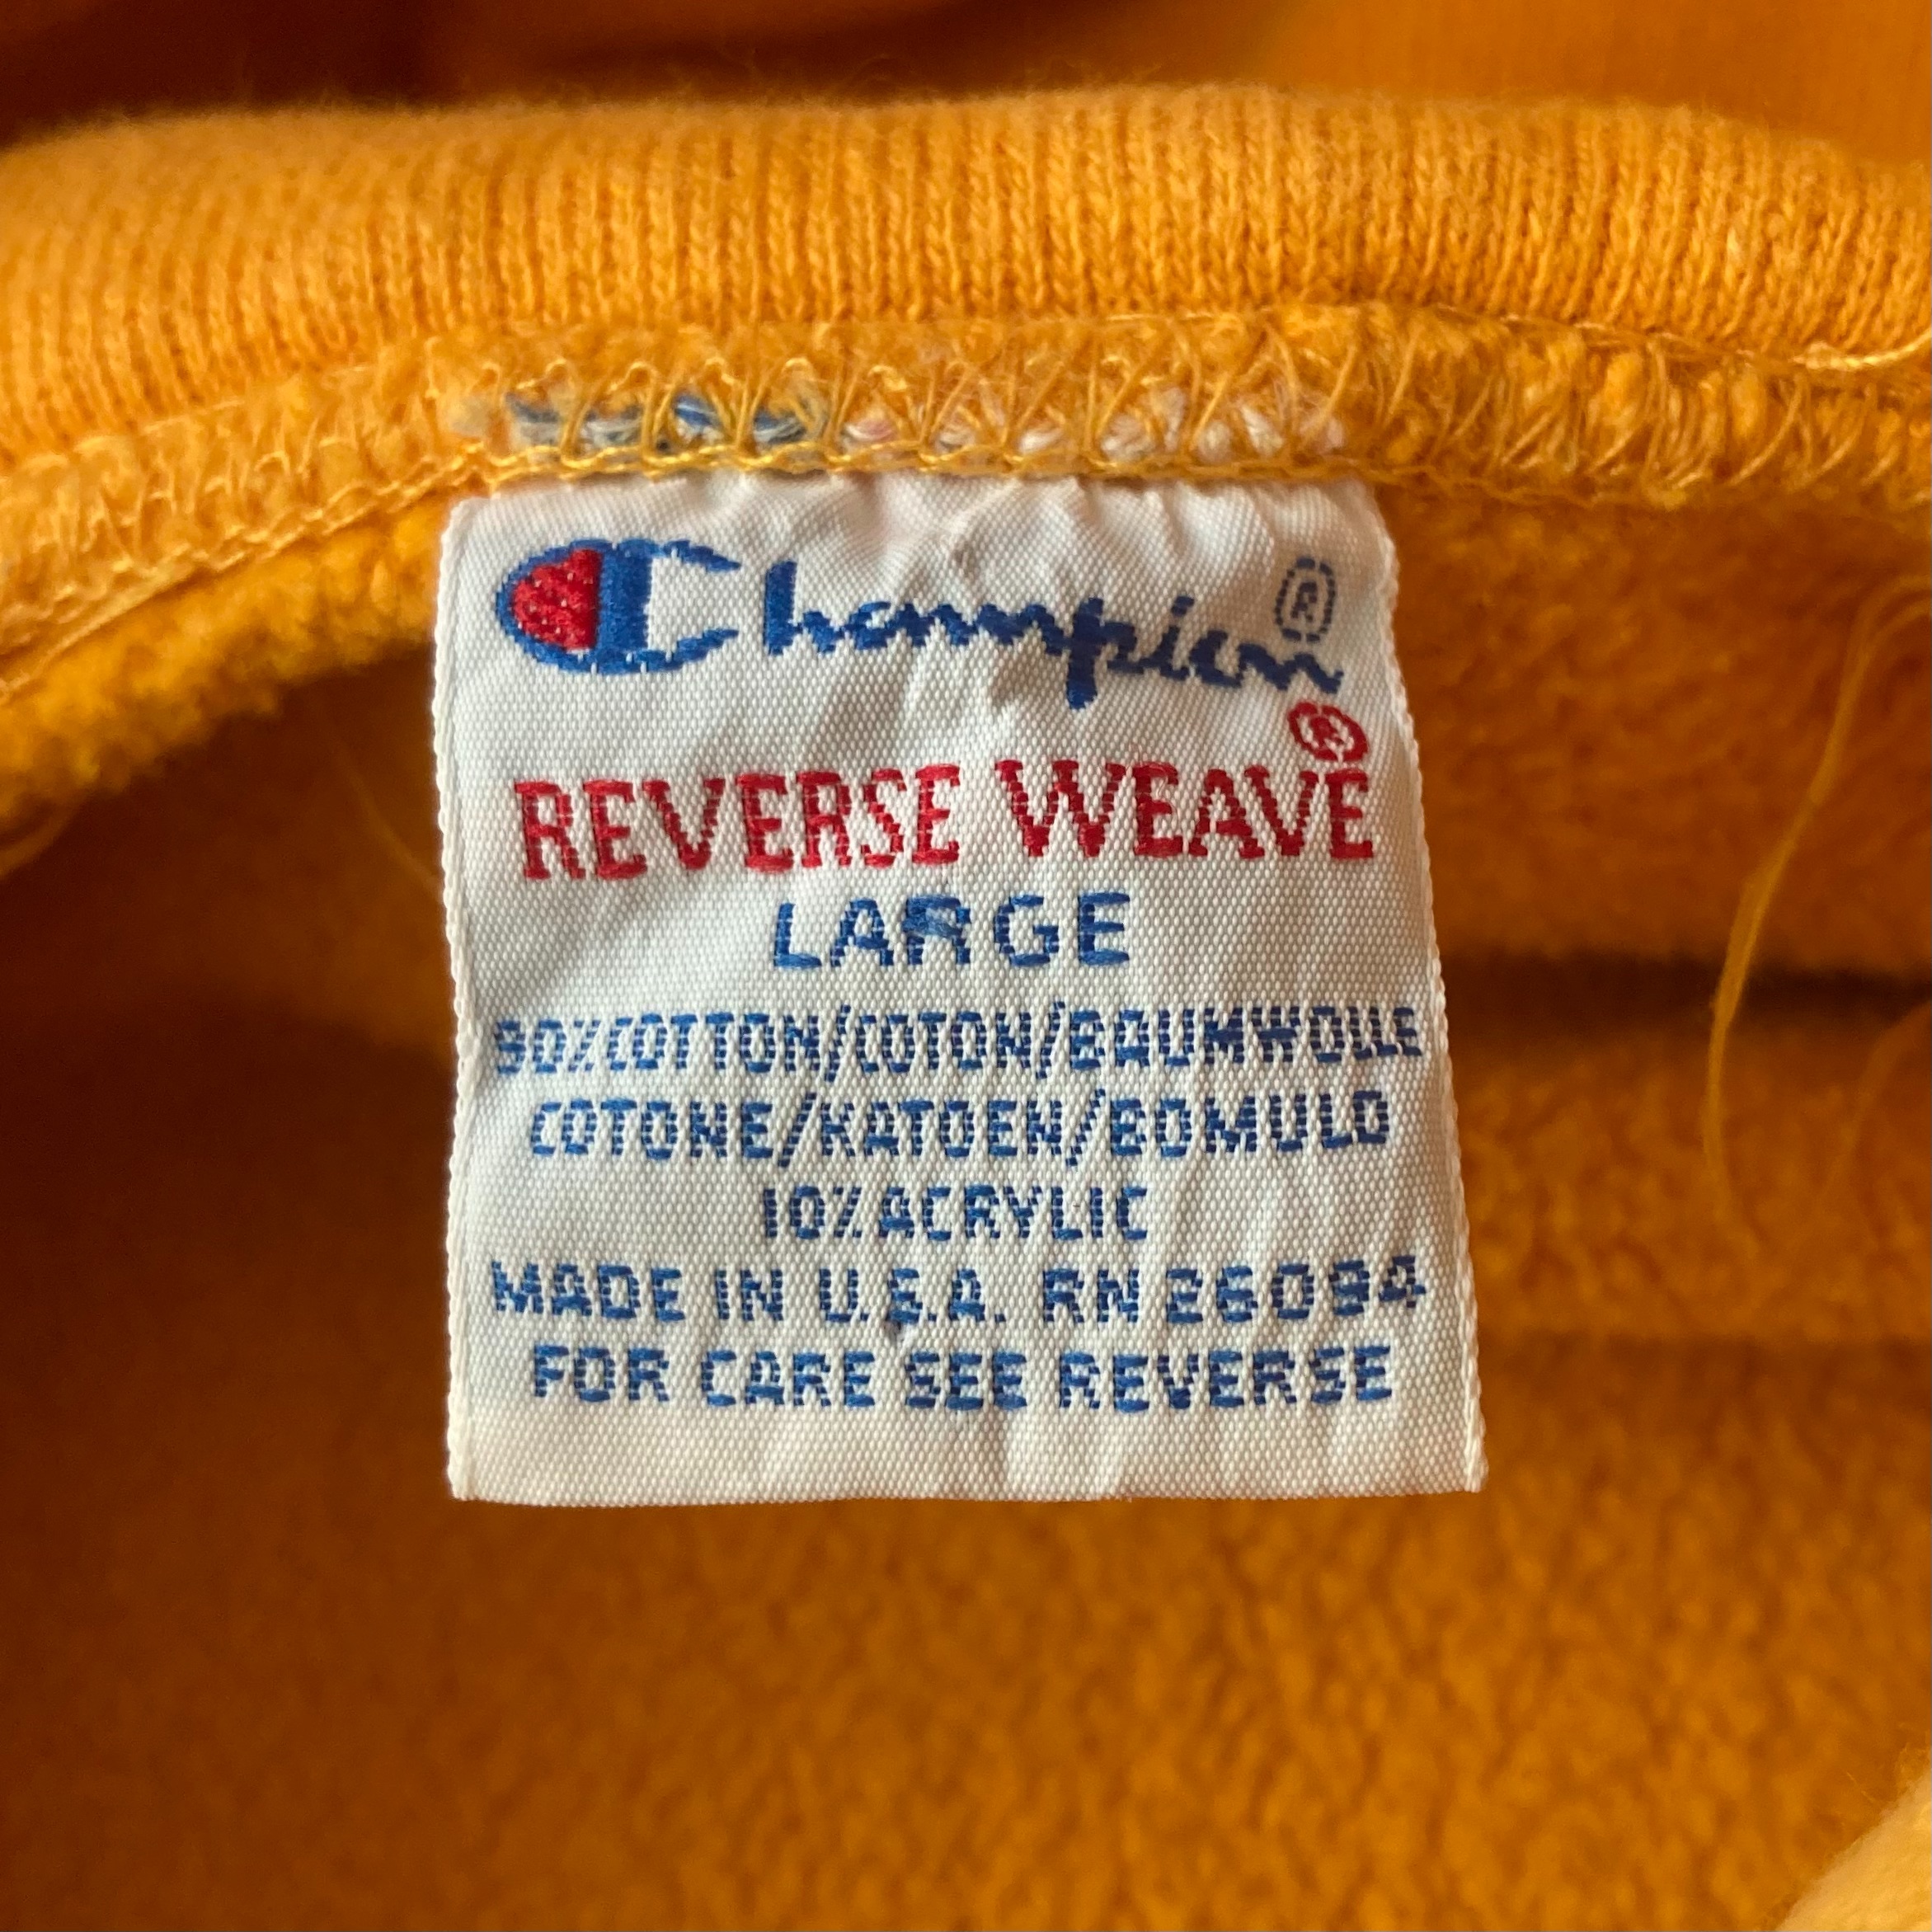 Champion®
REVERSE WEAVE®
LARGE
90%COTTON/COTON/BAUMWOLLE
COTONE/KATOEN/BOMULD
10%ACRYLIC
MADE IN U.S.A. RN 26094
FOR CARE SEE REVERSE